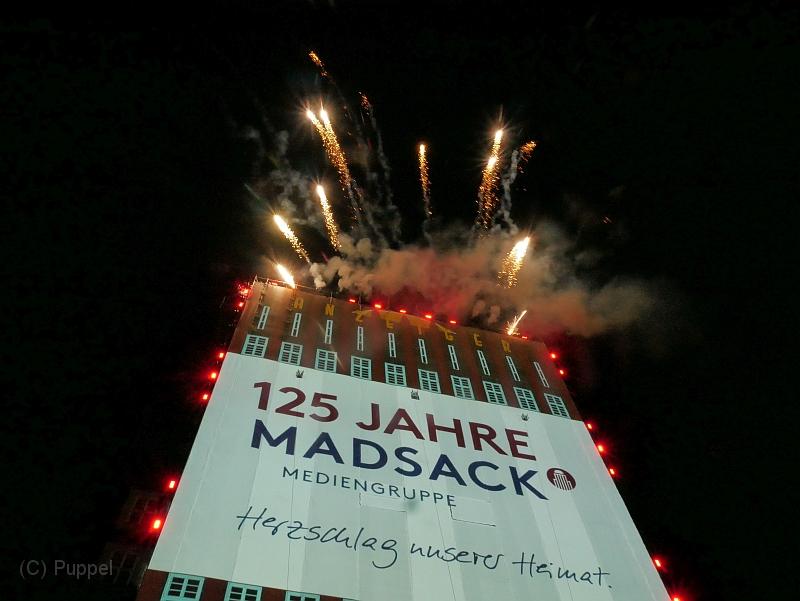 ANZEIGER
125 JAHRE
MADSACK
MEDIENGRUPPE
Herzschlag unserer Heimat.
(C) Puppel